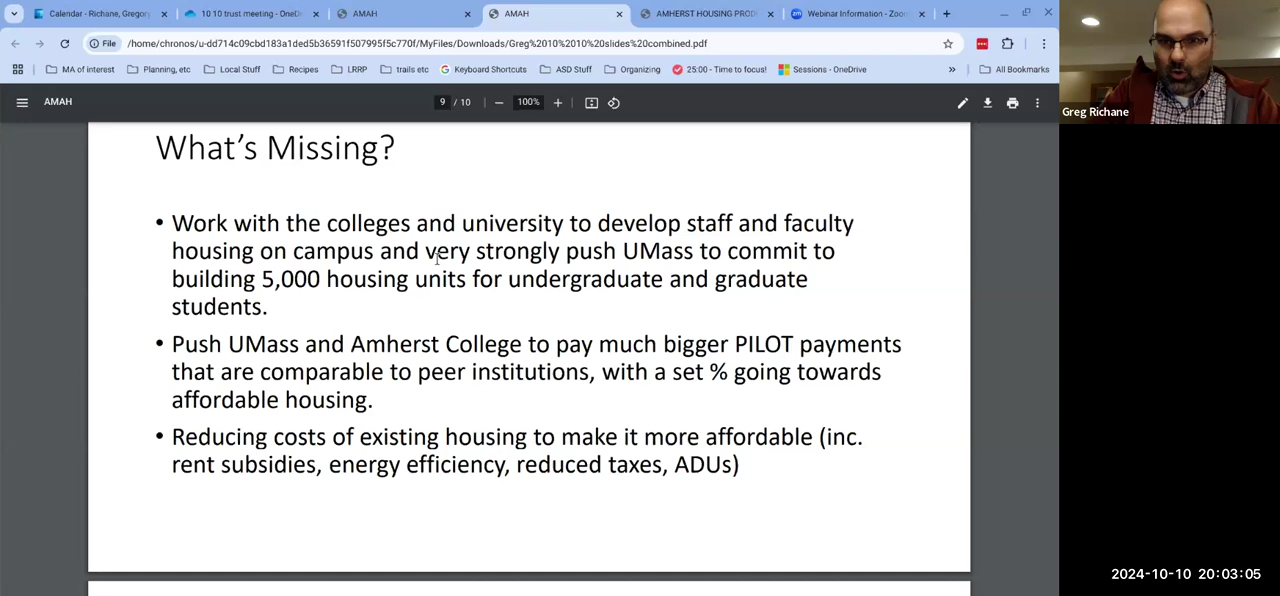 Calendar - Richane, Gregory
10 10 trust meeting - OneDr
AMAH
AMAH
AMHERST HOUSING PROD
Webinar Information - Zoom
File
/home/chronos/u-dd714c09cbd183a1ded5b36591f507995f5c770f/MyFiles/Downloads/Greg%2010%2010%20slides%20combined.pdf
MA of interest
Planning, etc
Local Stuff
Recipes
LRRP
trails etc
Keyboard Shortcuts
ASD Stuff
Organizing
25:00 - Time to focus!
Sessions - OneDrive
All Bookmarks
AMAH
9 / 10
100%
Greg Richane
What's Missing?
• Work with the colleges and university to develop staff and faculty
housing on campus and very strongly push UMass to commit to
building 5,000 housing units for undergraduate and graduate
students.
• Push UMass and Amherst College to pay much bigger PILOT payments
that are comparable to peer institutions, with a set % going towards
affordable housing.
• Reducing costs of existing housing to make it more affordable (inc.
rent subsidies, energy efficiency, reduced taxes, ADUs)
2024-10-10 20:03:05